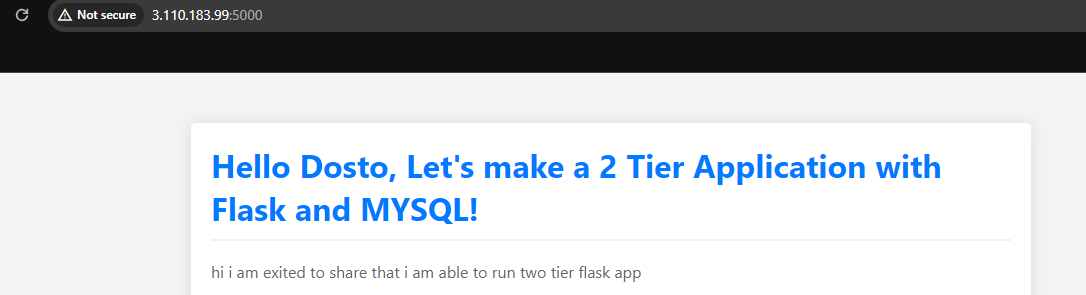 Not secure 3.110.183.99:5000
Hello Dosto, Let's make a 2 Tier Application with
Flask and MYSQL!
hi i am exited to share that i am able to run two tier flask app